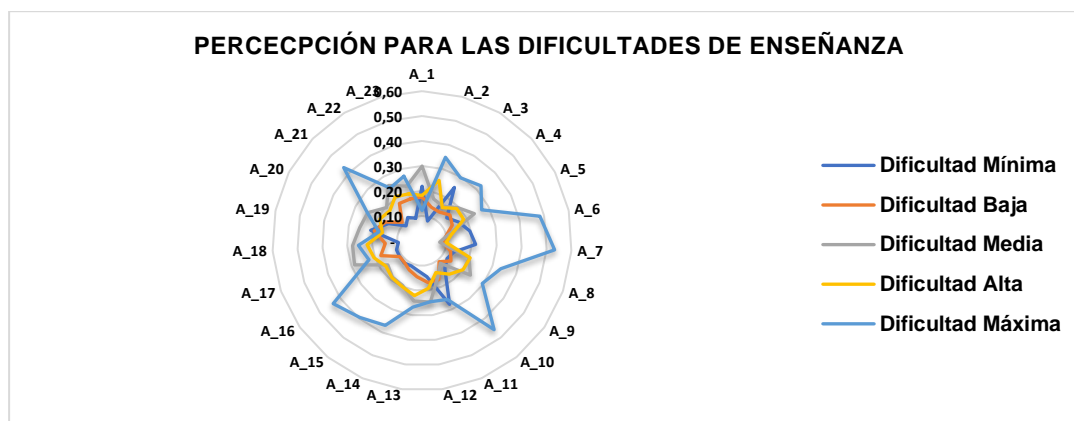 PERCECPCIÓN PARA LAS DIFICULTADES DE ENSEÑANZA
A_1
A_2
A_3
A_4
A_5
A_6
A_7
A_8
A_9
A_10
A_11
A_12
A_13
A_14
A_15
A_16
A_17
A_18
A_19
A_20
A_21
A_22
A_23
0,60
0,50
0,40
0,30
0,20
0,10
-
Dificultad Mínima
Dificultad Baja
Dificultad Media
Dificultad Alta
Dificultad Máxima